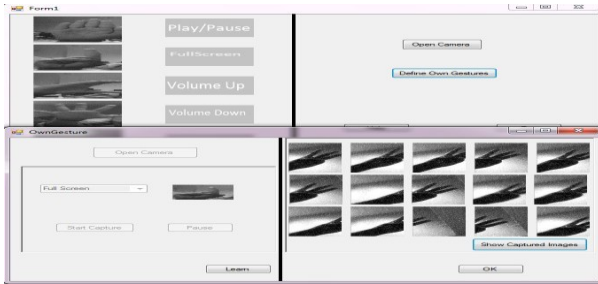 Form1
Play/Pause
FullScreen
Volume Up
Volume Down
Open Camera
Define Own Gestures
OwnGesture
Open Camera
Full Screen
Start Capture
Pause
Learn
Show Captured Images
OK